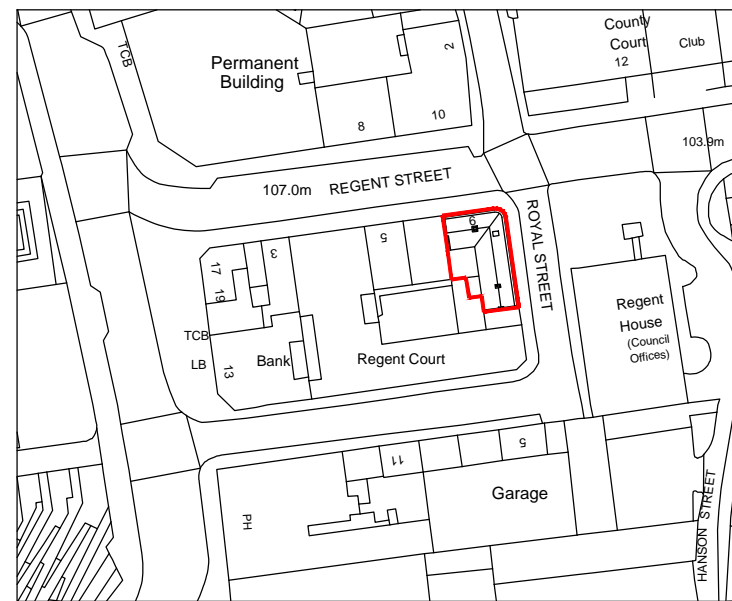 County
Court
12
Club
TCB
Permanent
Building
2
10
8
103.9m
107.0m
REGENT STREET
ROYAL STREET
9
5
3
17
19
TCB
LB
13
Bank
Regent Court
Regent
House
(Council
Offices)
11
5
Garage
PH
HANSON STREET